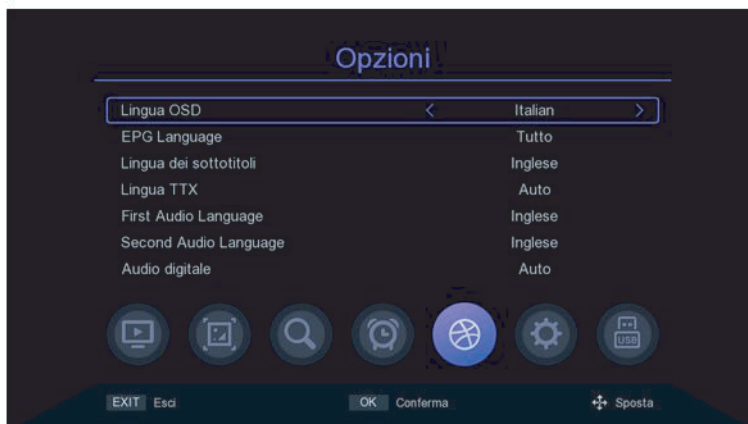 Opzioni
Lingua OSD < Italian >
EPG Language Tutto
Lingua dei sottotitoli Inglese
Lingua TTX Auto
First Audio Language Inglese
Second Audio Language Inglese
Audio digitale Auto
USB
EXIT Esci OK Conferma Sposta